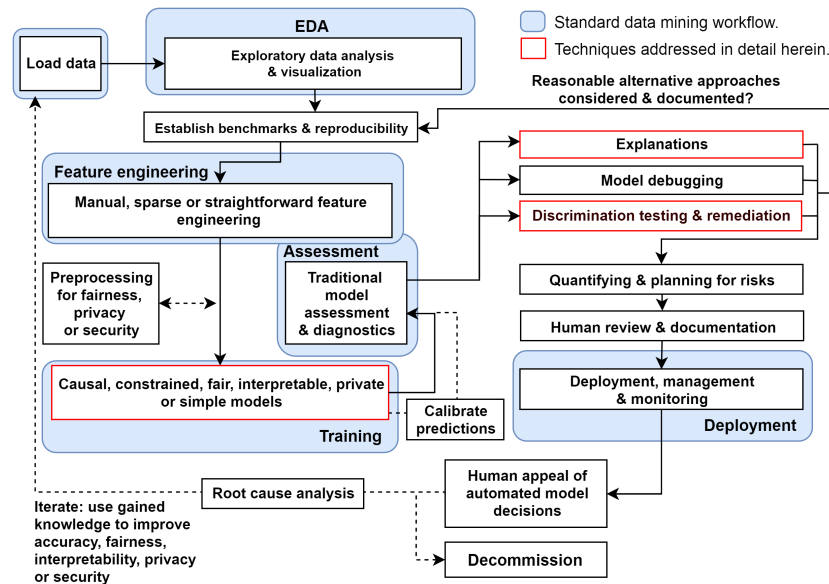 EDA
Standard data mining workflow.
Load data
Exploratory data analysis
& visualization
Techniques addressed in detail herein.
Reasonable alternative approaches
considered & documented?
Establish benchmarks & reproducibility
Explanations
Feature engineering
Model debugging
Manual, sparse or straightforward feature
engineering
Discrimination testing & remediation
Assessment
Preprocessing
for fairness,
privacy
or security
Traditional
model
assessment
& diagnostics
Quantifying & planning for risks
Human review & documentation
Causal, constrained, fair, interpretable, private
or simple models
Deployment, management
& monitoring
Training
Calibrate
predictions
Deployment
Root cause analysis
Human appeal of
automated model
decisions
Iterate: use gained
knowledge to improve
accuracy, fairness,
interpretability, privacy
or security
Decommission